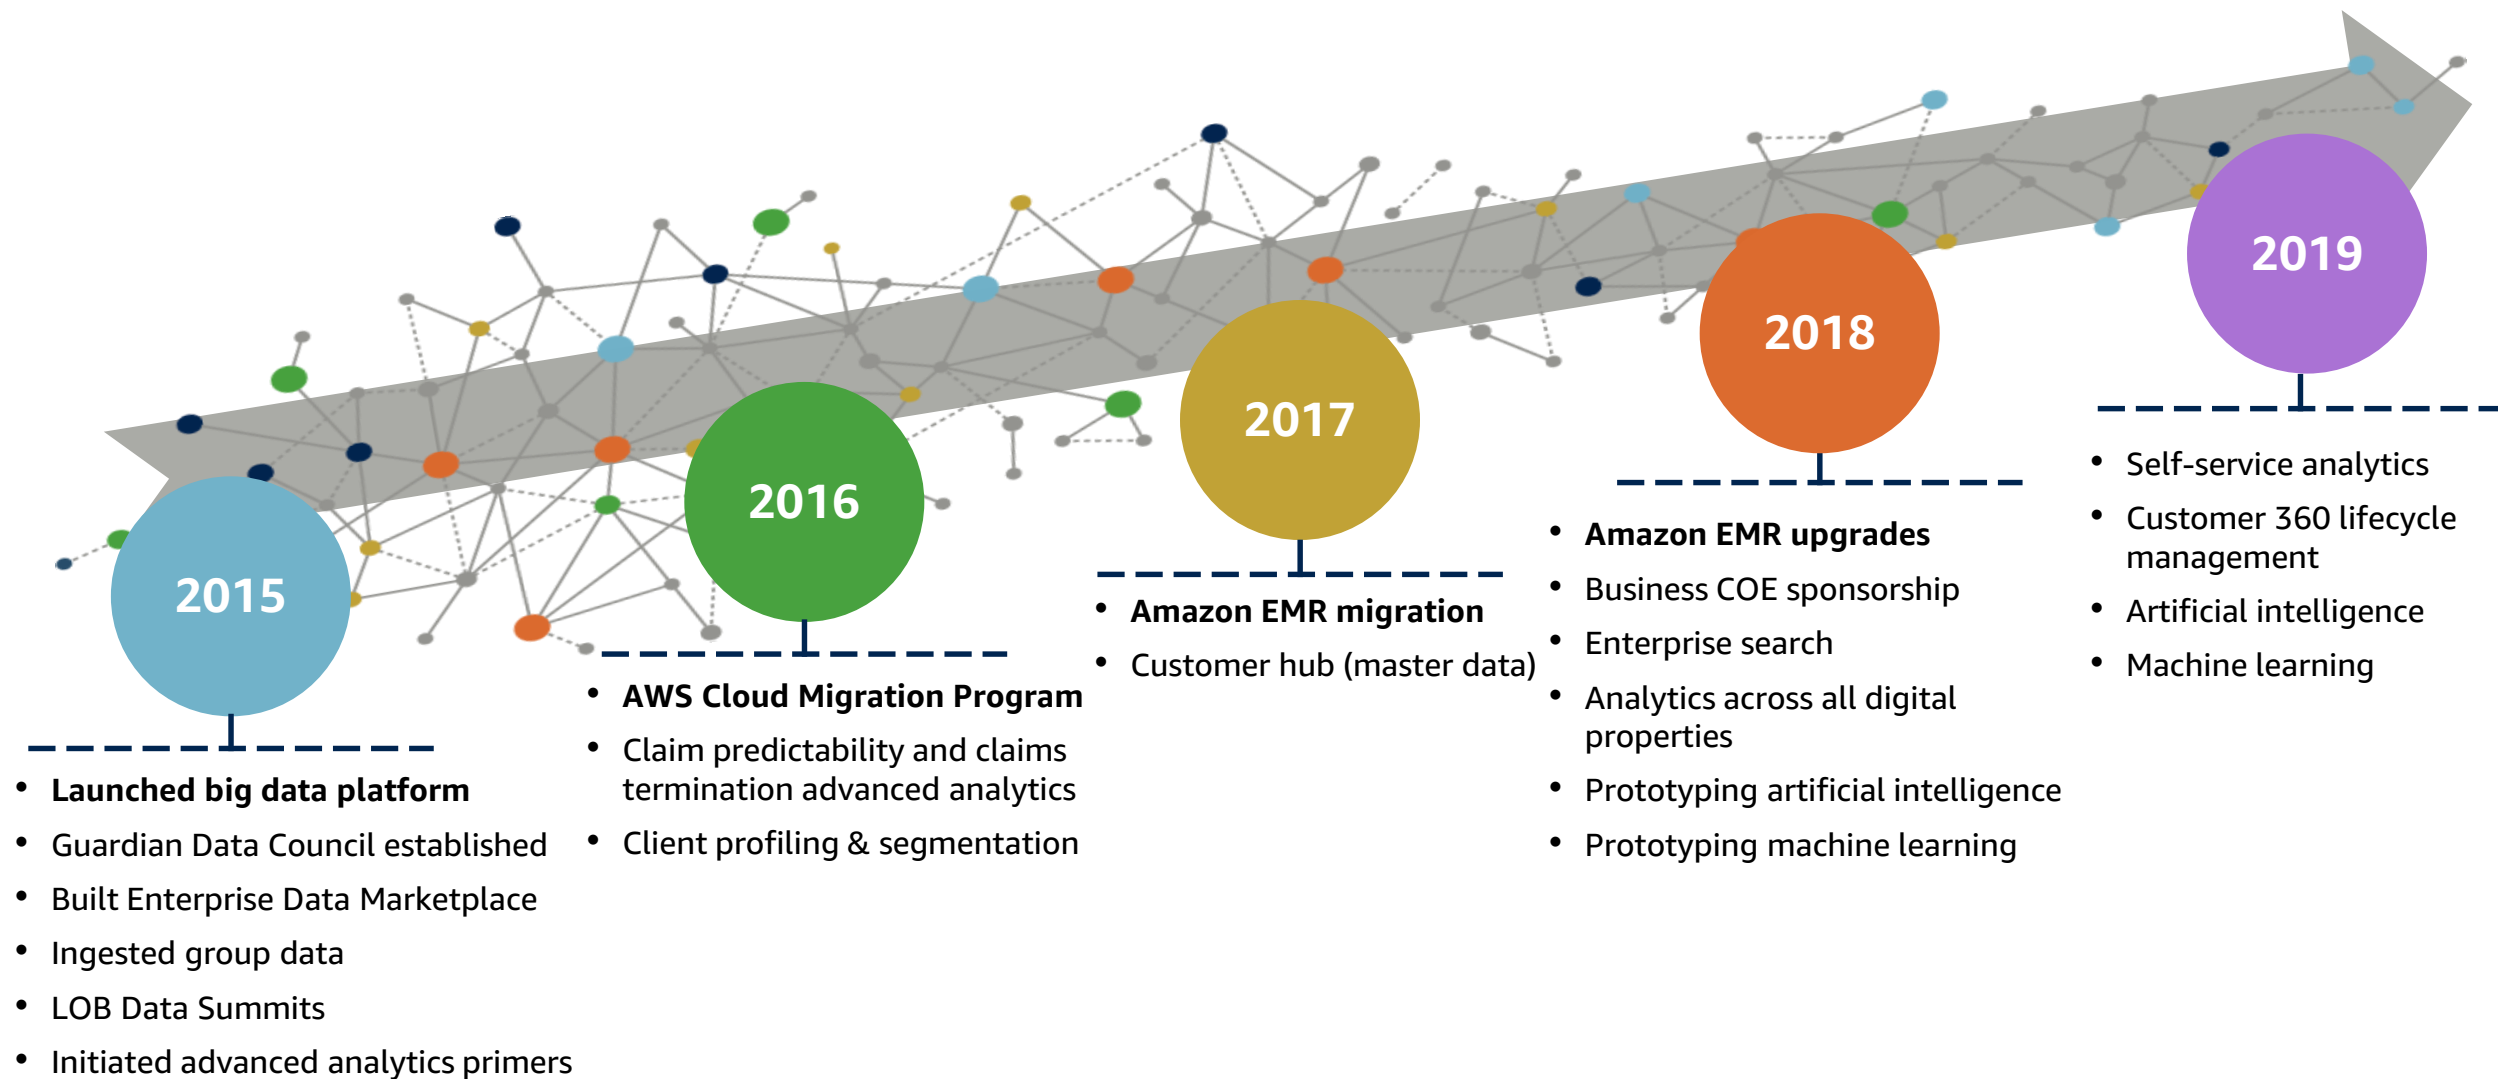 2015
• Launched big data platform
• Guardian Data Council established
• Built Enterprise Data Marketplace
• Ingested group data
• LOB Data Summits
• Initiated advanced analytics primers
2016
• AWS Cloud Migration Program
• Claim predictability and claims
termination advanced analytics
• Client profiling & segmentation
2017
• Amazon EMR migration
• Customer hub (master data)
2018
• Amazon EMR upgrades
• Business COE sponsorship
• Enterprise search
• Analytics across all digital
properties
• Prototyping artificial intelligence
• Prototyping machine learning
2019
• Self-service analytics
• Customer 360 lifecycle
management
• Artificial intelligence
• Machine learning